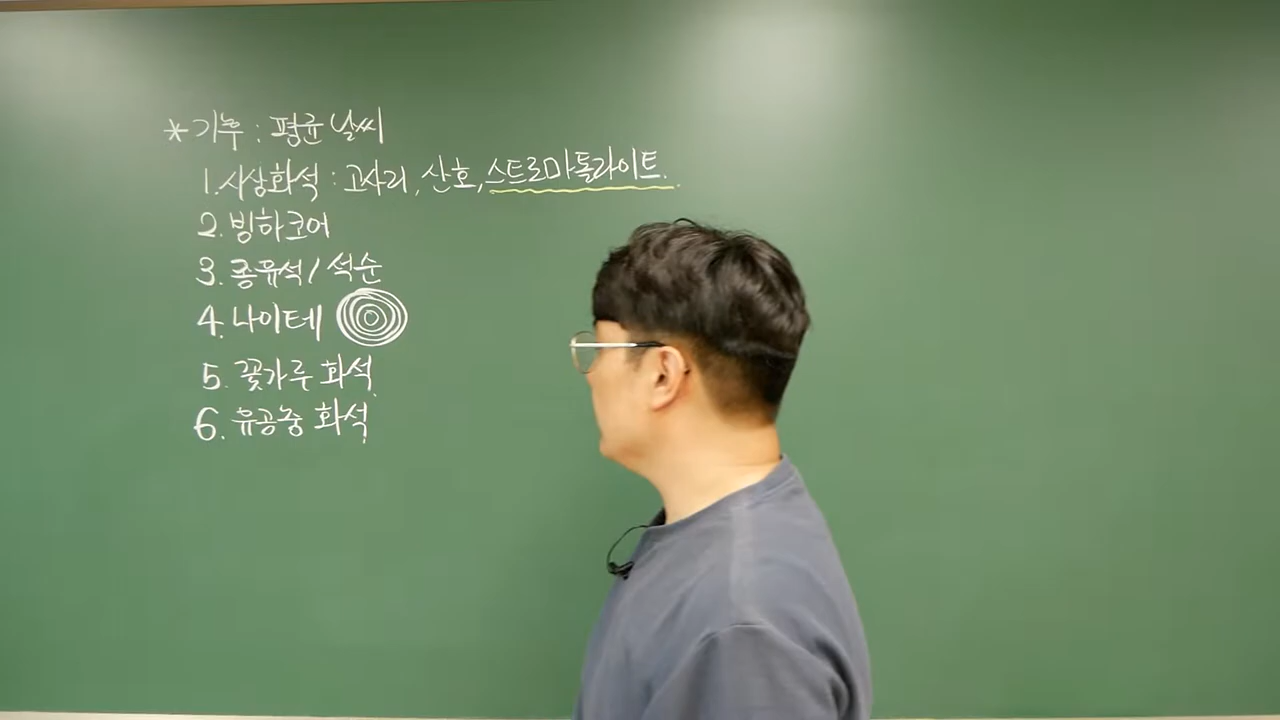 *기후 : 평균 날씨
1. 시상화석 : 고사리, 산호, 스트로마톨라이트.
2. 빙하코어
3. 종유석 / 석순
4. 나이테
5. 꽃가루 화석
6. 유공충 화석